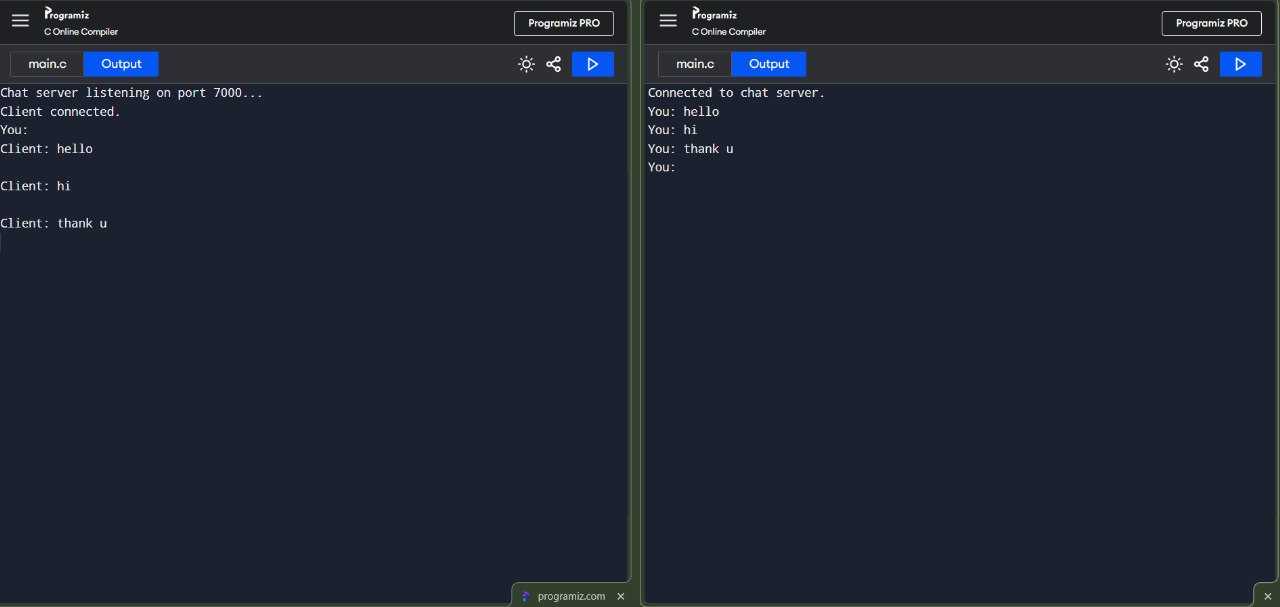 Programiz
C Online Compiler
Programiz PRO
main.c
Output
Chat server listening on port 7000...
Client connected.
You:
Client: hello
Client: hi
Client: thank u
programiz.com
Programiz
C Online Compiler
Programiz PRO
main.c
Output
Connected to chat server.
You: hello
You: hi
You: thank u
You: